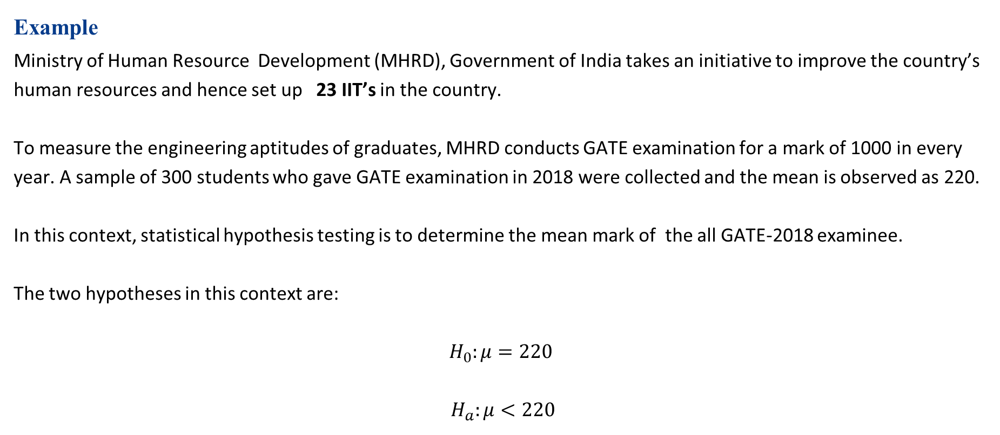 Example
Ministry of Human Resource Development (MHRD), Government of India takes an initiative to improve the country’s
human resources and hence set up 23 IIT’s in the country.
To measure the engineering aptitudes of graduates, MHRD conducts GATE examination for a mark of 1000 in every
year. A sample of 300 students who gave GATE examination in 2018 were collected and the mean is observed as 220.
In this context, statistical hypothesis testing is to determine the mean mark of the all GATE-2018 examinee.
The two hypotheses in this context are:
H₀: μ = 220
Hₐ: μ < 220